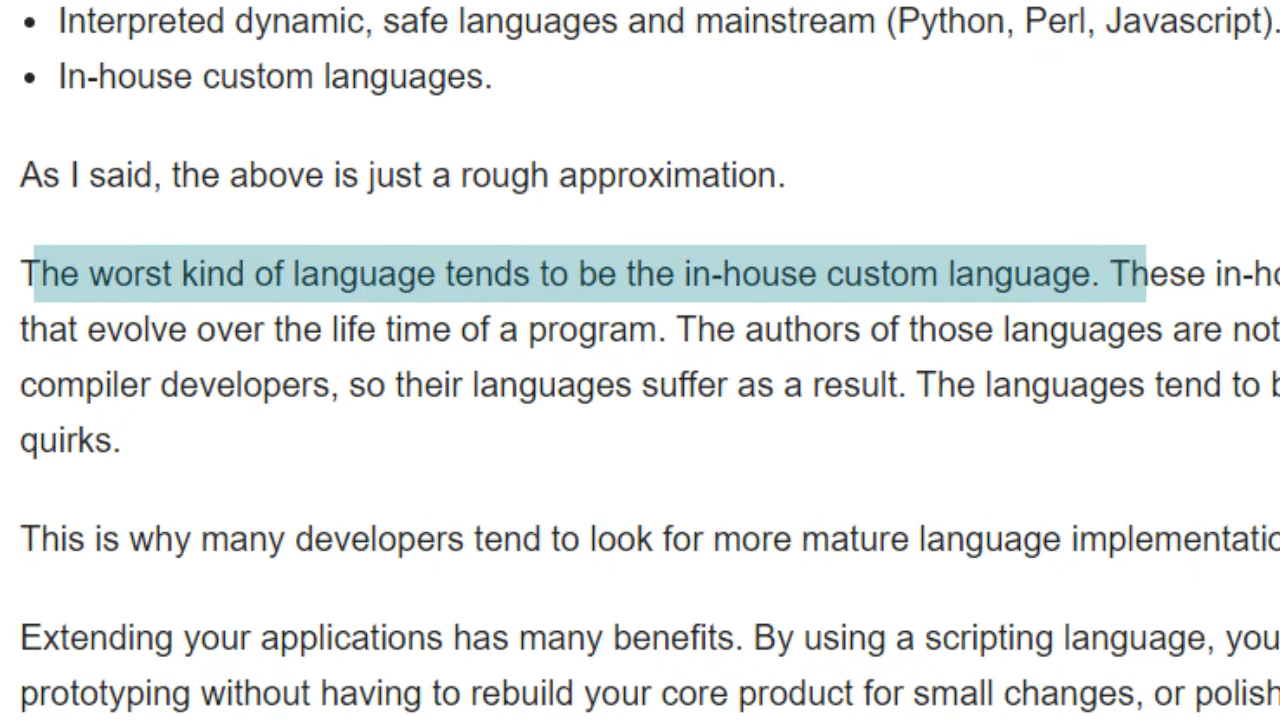 • Interpreted dynamic, safe languages and mainstream (Python, Perl, Javascript).
• In-house custom languages.
As I said, the above is just a rough approximation.
The worst kind of language tends to be the in-house custom language. These
that evolve over the life time of a program. The authors of those languages are not
compiler developers, so their languages suffer as a result. The languages tend to
quirks.
This is why many developers tend to look for more mature language
Extending your applications has many benefits. By using a scripting language, you
prototyping without having to rebuild your core product for small changes, or